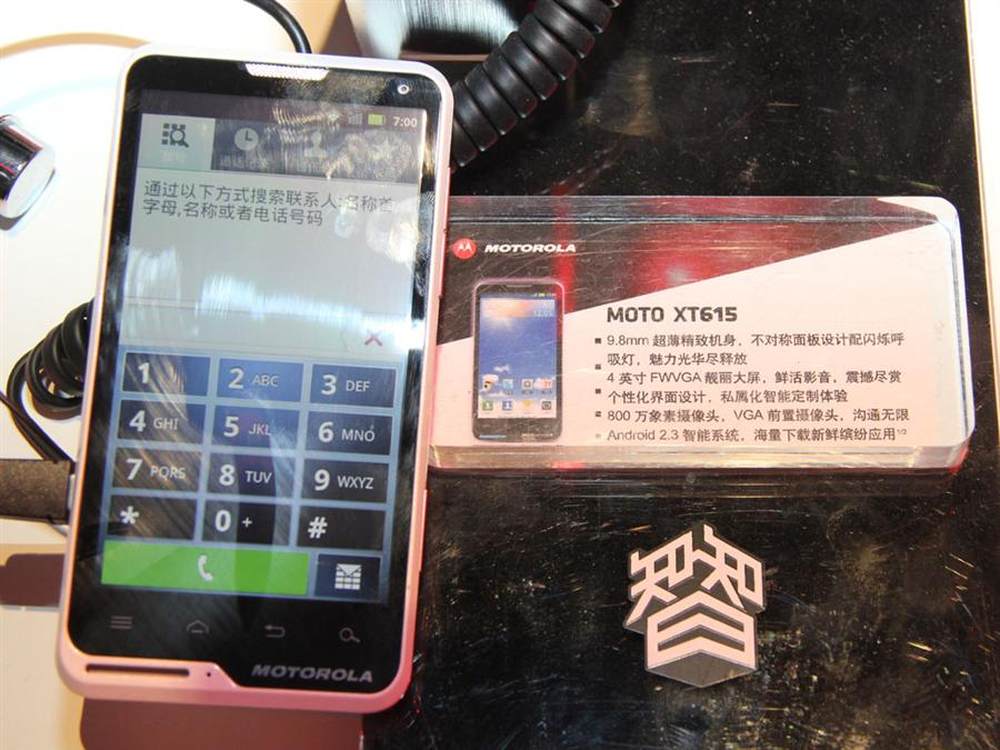 7:00
通话记录
通过以下方式搜索联系人:名称首
字母,名称或者电话号码
1
2 ABC
3 DEF
4 GHI
5 JKL
6 MNO
7 PQRS
8 TUV
9 WXYZ
*
0 +
#
MOTOROLA
MOTOROLA
MOTO XT615
9.8mm 超薄精致机身，不对称面板设计配闪烁呼
吸灯，魅力光华尽释放
4 英寸 FWVGA 靓丽大屏，鲜活影音，震撼尽赏
个性化界面设计，私属化智能定制体验
800 万象素摄像头，VGA 前置摄像头，沟通无限
Android 2.3 智能系统，海量下载新鲜缤纷应用1/2
智